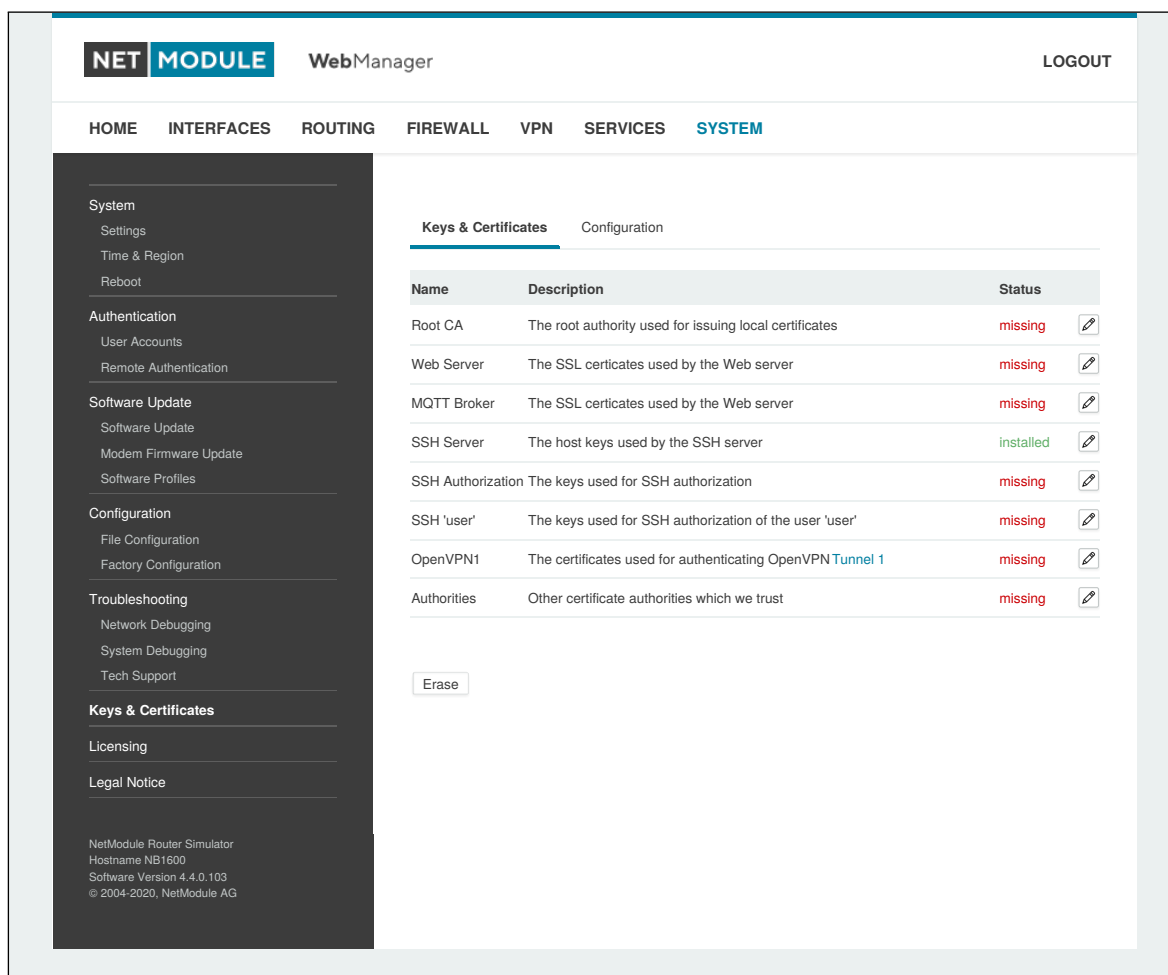 NET MODULE WebManager LOGOUT
HOME INTERFACES ROUTING FIREWALL VPN SERVICES SYSTEM
System
Settings
Time & Region
Reboot
Authentication
User Accounts
Remote Authentication
Software Update
Software Update
Modem Firmware Update
Software Profiles
Configuration
File Configuration
Factory Configuration
Troubleshooting
Network Debugging
System Debugging
Tech Support
Keys & Certificates
Licensing
Legal Notice
NetModule Router Simulator
Hostname NB1600
Software Version 4.4.0.103
© 2004-2020, NetModule AG
Keys & Certificates Configuration
Name Description Status
Root CA The root authority used for issuing local certificates missing
Web Server The SSL certicates used by the Web server missing
MQTT Broker The SSL certicates used by the Web server missing
SSH Server The host keys used by the SSH server installed
SSH Authorization The keys used for SSH authorization missing
SSH 'user' The keys used for SSH authorization of the user 'user' missing
OpenVPN1 The certificates used for authenticating OpenVPN Tunnel 1 missing
Authorities Other certificate authorities which we trust missing
Erase